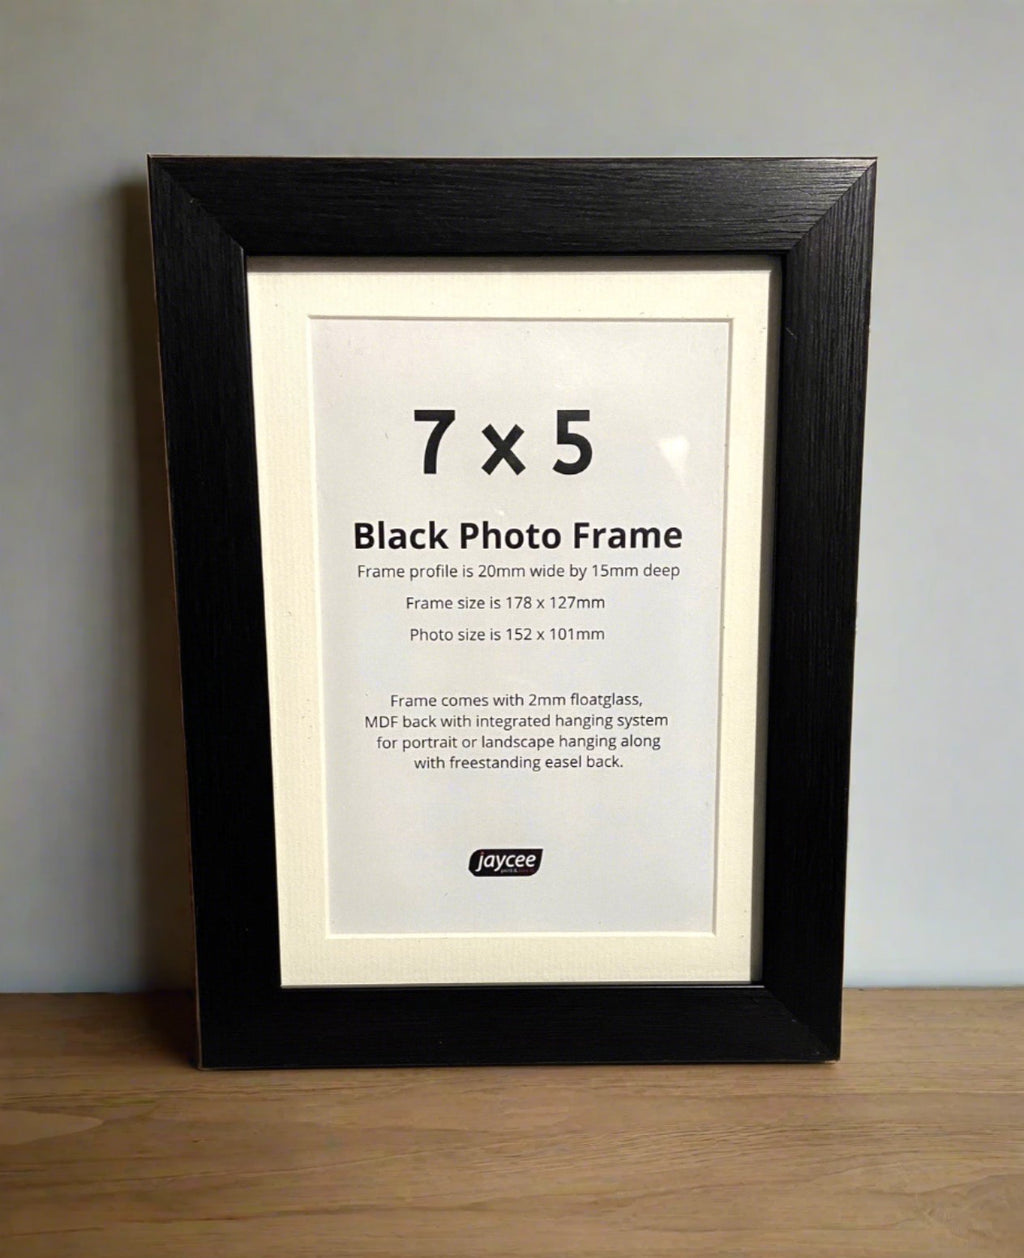 7 x 5
Black Photo Frame
Frame profile is 20mm wide by 15mm deep
Frame size is 178 x 127mm
Photo size is 152 x 101mm
Frame comes with 2mm floatglass,
MDF back with integrated hanging system
for portrait or landscape hanging along
with freestanding easel back.
jaycee